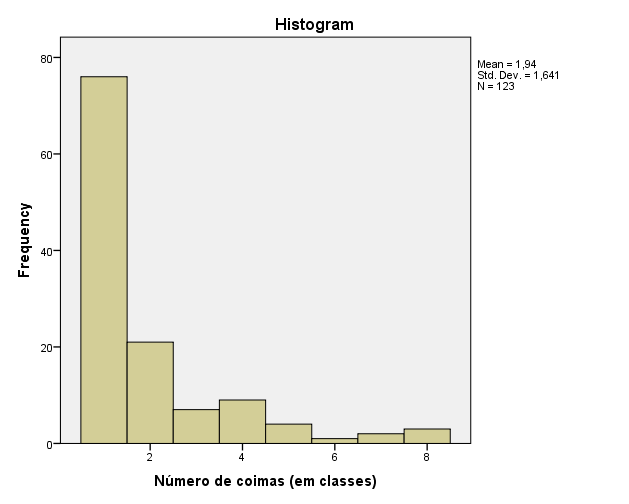 Histogram
Mean = 1,94
Std. Dev. = 1,641
N = 123
80
60
40
20
0
Frequency
2 4 6 8
Número de coimas (em classes)